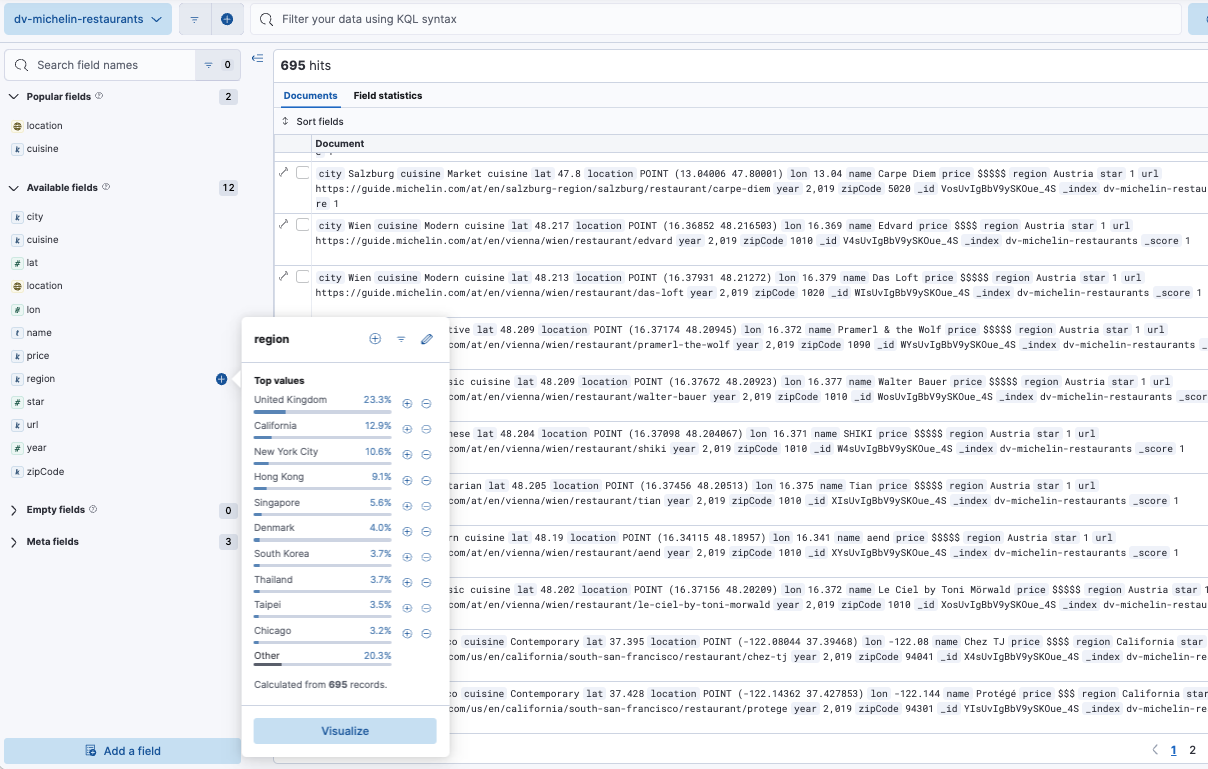 dv-michelin-restaurants
Filter your data using KQL syntax
Search field names
0
Popular fields
2
location
k cuisine
Available fields
12
k city
k cuisine
# lat
location
# lon
k name
k price
k region
# star
k url
# year
k zipCode
Empty fields
0
Meta fields
3
Add a field
695 hits
Documents Field statistics
Sort fields
Document
city Salzburg cuisine Market cuisine lat 47.8 location POINT (13.04006 47.80001) lon 13.04 name Carpe Diem price $$$$$ region Austria star 1 url
https://guide.michelin.com/at/en/salzburg-region/salzburg/restaurant/carpe-diem year 2,019 zipCode 5020 _id VosUvIgBbV9ySKOue_4S _index dv-michelin-restau
re 1
city Wien cuisine Modern cuisine lat 48.217 location POINT (16.36852 48.216503) lon 16.369 name Edvard price $$$$ region Austria star 1 url
https://guide.michelin.com/at/en/vienna/wien/restaurant/edvard year 2,019 zipCode 1010 _id V4sUvIgBbV9ySKOue_4S _index dv-michelin-restaurants _score 1
city Wien cuisine Modern cuisine lat 48.213 location POINT (16.37931 48.21272) lon 16.379 name Das Loft price $$$$$ region Austria star 1 url
https://guide.michelin.com/at/en/vienna/wien/restaurant/das-loft year 2,019 zipCode 1020 _id WIsUvIgBbV9ySKOue_4S _index dv-michelin-restaurants _score 1
tive lat 48.209 location POINT (16.37174 48.20945) lon 16.372 name Pramerl & the Wolf price $$$$$ region Austria star 1 url
com/at/en/vienna/wien/restaurant/pramerl-the-wolf year 2,019 zipCode 1090 _id WYsUvIgBbV9ySKOue_4S _index dv-michelin-restaurants
sic cuisine lat 48.209 location POINT (16.37672 48.20923) lon 16.377 name Walter Bauer price $$$$$ region Austria star 1 url
com/at/en/vienna/wien/restaurant/walter-bauer year 2,019 zipCode 1010 _id WosUvIgBbV9ySKOue_4S _index dv-michelin-restaurants _scor
nese lat 48.204 location POINT (16.37098 48.204067) lon 16.371 name SHIKI price $$$$$ region Austria star 1 url
com/at/en/vienna/wien/restaurant/shiki year 2,019 zipCode 1010 _id W4sUvIgBbV9ySKOue_4S _index dv-michelin-restaurants _score 1
tarian lat 48.205 location POINT (16.37456 48.20513) lon 16.375 name Tian price $$$$$ region Austria star 1 url
com/at/en/vienna/wien/restaurant/tian year 2,019 zipCode 1010 _id XIsUvIgBbV9ySKOue_4S _index dv-michelin-restaurants _score 1
rn cuisine lat 48.19 location POINT (16.34115 48.18957) lon 16.341 name aend price $$$$$ region Austria star 1 url
com/at/en/vienna/wien/restaurant/aend year 2,019 zipCode 1010 _id XYsUvIgBbV9ySKOue_4S _index dv-michelin-restaurants _score 1
sic cuisine lat 48.202 location POINT (16.37156 48.20209) lon 16.372 name Le Ciel by Toni Mörwald price $$$$$ region Austria star 1
com/at/en/vienna/wien/restaurant/le-ciel-by-toni-morwald year 2,019 zipCode 1010 _id XosUvIgBbV9ySKOue_4S _index dv-michelin-restau
co cuisine Contemporary lat 37.395 location POINT (-122.08044 37.39468) lon -122.08 name Chez TJ price $$$$ region California star
com/us/en/california/south-san-francisco/restaurant/chez-tj year 2,019 zipCode 94041 _id X4sUvIgBbV9ySKOue_4S _index dv-michelin-re
co cuisine Contemporary lat 37.428 location POINT (-122.14362 37.427853) lon -122.144 name Protégé price $$$ region California star
com/us/en/california/south-san-francisco/restaurant/protege year 2,019 zipCode 94301 _id YIsUvIgBbV9ySKOue_4S _index dv-michelin-re
1 2
region
Top values
United Kingdom 23.3%
California 12.9%
New York City 10.6%
Hong Kong 9.1%
Singapore 5.6%
Denmark 4.0%
South Korea 3.7%
Thailand 3.7%
Taipei 3.5%
Chicago 3.2%
Other 20.3%
Calculated from 695 records.
Visualize